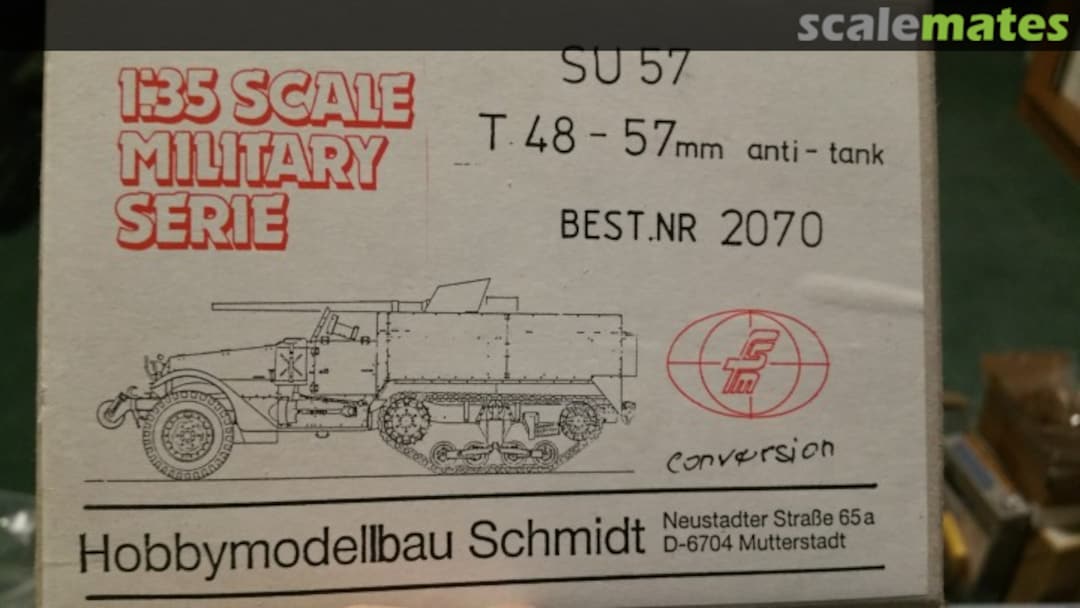 scalemates
1:35 SCALE
MILITARY
SERIE
SU 57
T. 48 - 57mm anti-tank
BEST.NR 2070
conversion
Hobbymodellbau Schmidt
Neustadter Straße 65a
D-6704 Mutterstadt